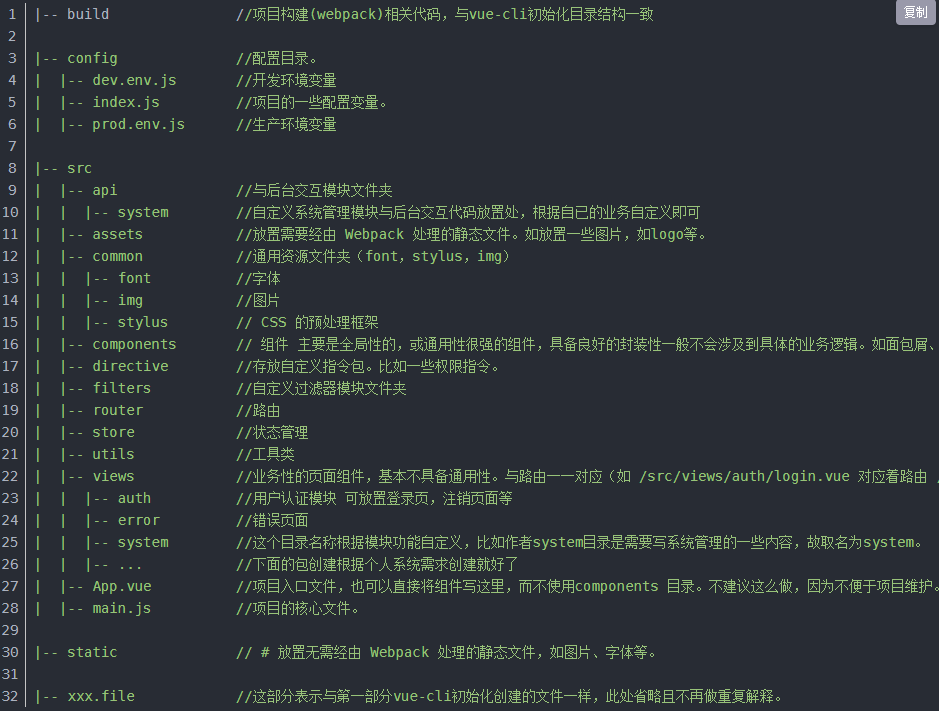 复制
1 |-- build //项目构建(webpack)相关代码，与vue-cli初始化目录结构一致
2
3 |-- config //配置目录。
4 | |-- dev.env.js //开发环境变量
5 | |-- index.js //项目的一些配置变量。
6 | |-- prod.env.js //生产环境变量
7
8 |-- src
9 | |-- api //与后台交互模块文件夹
10 | | |-- system //自定义系统管理模块与后台交互代码放置处，根据自已的业务自定义即可
11 | |-- assets //放置需要经由 Webpack 处理的静态文件。如放置一些图片，如logo等。
12 | |-- common //通用资源文件夹（font，stylus，img）
13 | | |-- font //字体
14 | | |-- img //图片
15 | | |-- stylus // CSS 的预处理框架
16 | |-- components // 组件 主要是全局性的，或通用性很强的组件，具备良好的封装性一般不会涉及到具体的业务逻辑。如面包屑、
17 | |-- directive //存放自定义指令包。比如一些权限指令。
18 | |-- filters //自定义过滤器模块文件夹
19 | |-- router //路由
20 | |-- store //状态管理
21 | |-- utils //工具类
22 | |-- views //业务性的页面组件，基本不具备通用性。与路由一一对应（如 /src/views/auth/login.vue 对应着路由 /
23 | | |-- auth //用户认证模块 可放置登录页，注销页面等
24 | | |-- error //错误页面
25 | | |-- system //这个目录名称根据模块功能自定义，比如作者system目录是需要写系统管理的一些内容，故取名为system。
26 | | |-- ... //下面的包创建根据个人系统需求创建就好了
27 | |-- App.vue //项目入口文件，也可以直接将组件写这里，而不使用components 目录。不建议这么做，因为不便于项目维护。
28 | |-- main.js //项目的核心文件。
29
30 |-- static // # 放置无需经由 Webpack 处理的静态文件，如图片、字体等。
31
32 |-- xxx.file //这部分表示与第一部分vue-cli初始化创建的文件一样，此处省略且不再做重复解释。